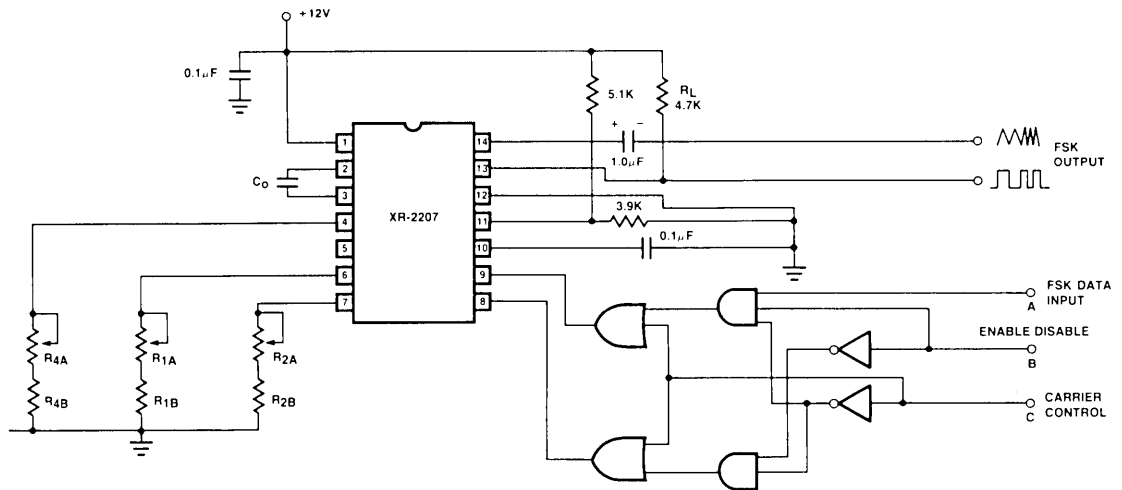 +12V
0.1μF
5.1K
RL
4.7K
+
−
1.0μF
FSK
OUTPUT
XR-2207
1
2
3
4
5
6
7
14
13
12
11
10
9
8
C0
3.9K
0.1μF
FSK DATA
INPUT
A
ENABLE DISABLE
B
CARRIER
CONTROL
C
R4A
R4B
R1A
R1B
R2A
R2B